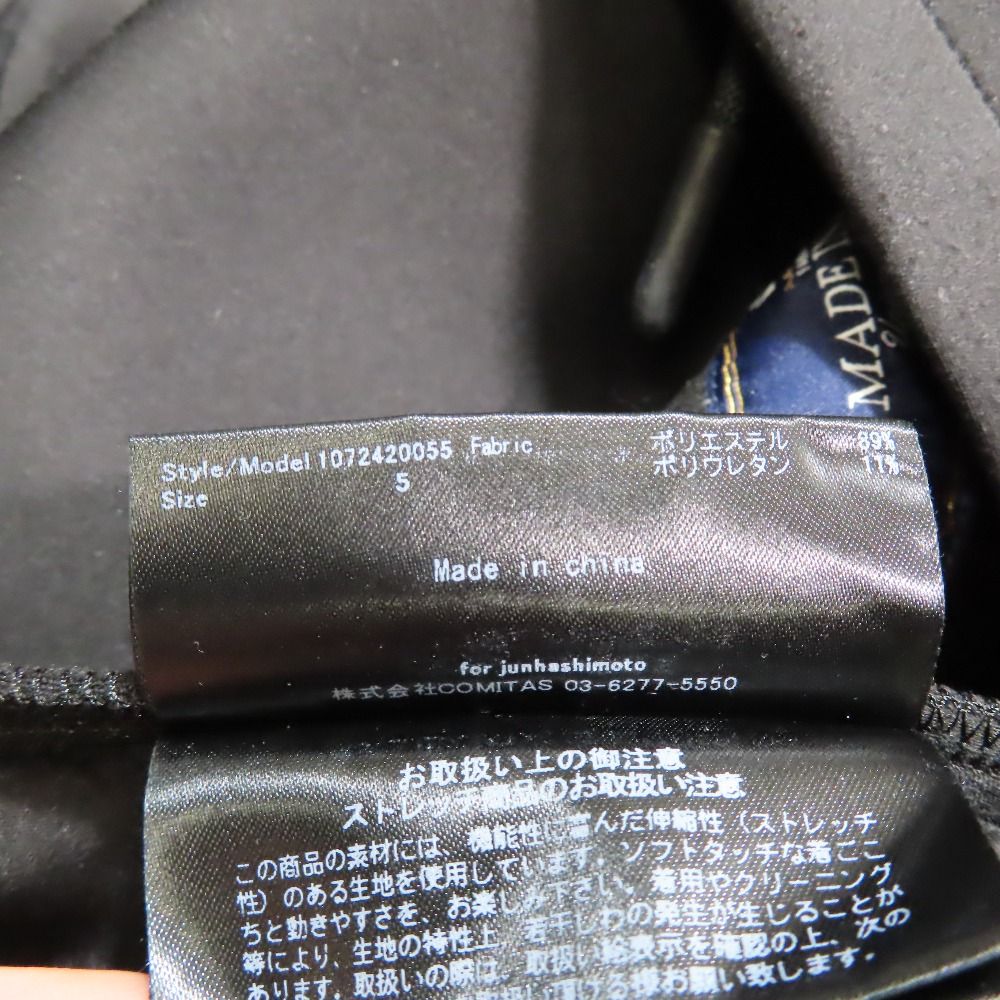 MADE
Style/Model 1072420055 Fabric ポリエステル 89%
Size 5 ポリウレタン 11%
Made in china
for junhashimoto
株式会社COMITAS 03-6277-5550
お取扱い上の御注意
ストレッチ商品のお取扱い注意
この商品の素材には、機能性に富んだ伸縮性（ストレッチ
性）のある生地を使用しています。ソフトタッチな着ごこ
ちと動きやすさを、お楽しみ下さい。着用やクリーニング
等により、生地の特性上、若干しわの発生が生じることが
あります。取扱いの際は、取扱い絵表示を確認の上、次の
お願い致します。